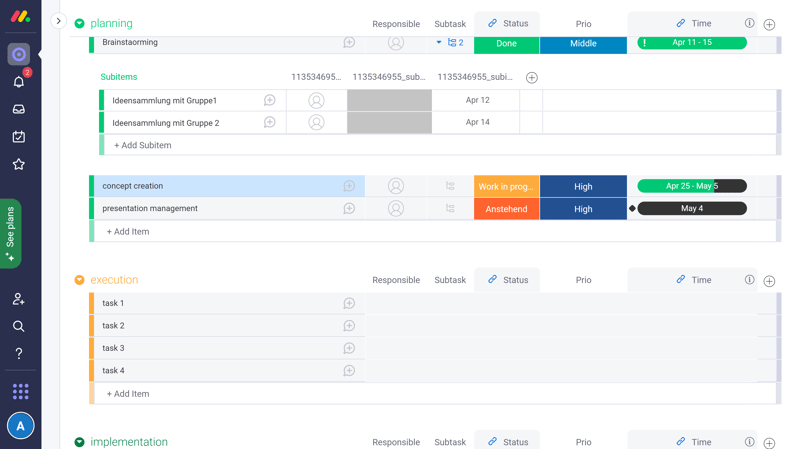 planning Responsible Subtask Status Prio Time
Brainstaorming 2 Done Middle ! Apr 11 - 15
2
Subitems 1135346955... 1135346955_sub... 1135346955_subi...
Ideensammlung mit Gruppe1 Apr 12
Ideensammlung mit Gruppe 2 Apr 14
+ Add Subitem
concept creation Work in prog... High Apr 25 - May 5
presentation management Anstehend High May 4
+ Add Item
See plans
execution Responsible Subtask Status Prio Time
task 1
task 2
task 3
task 4
+ Add Item
A
implementation Responsible Subtask Status Prio Time